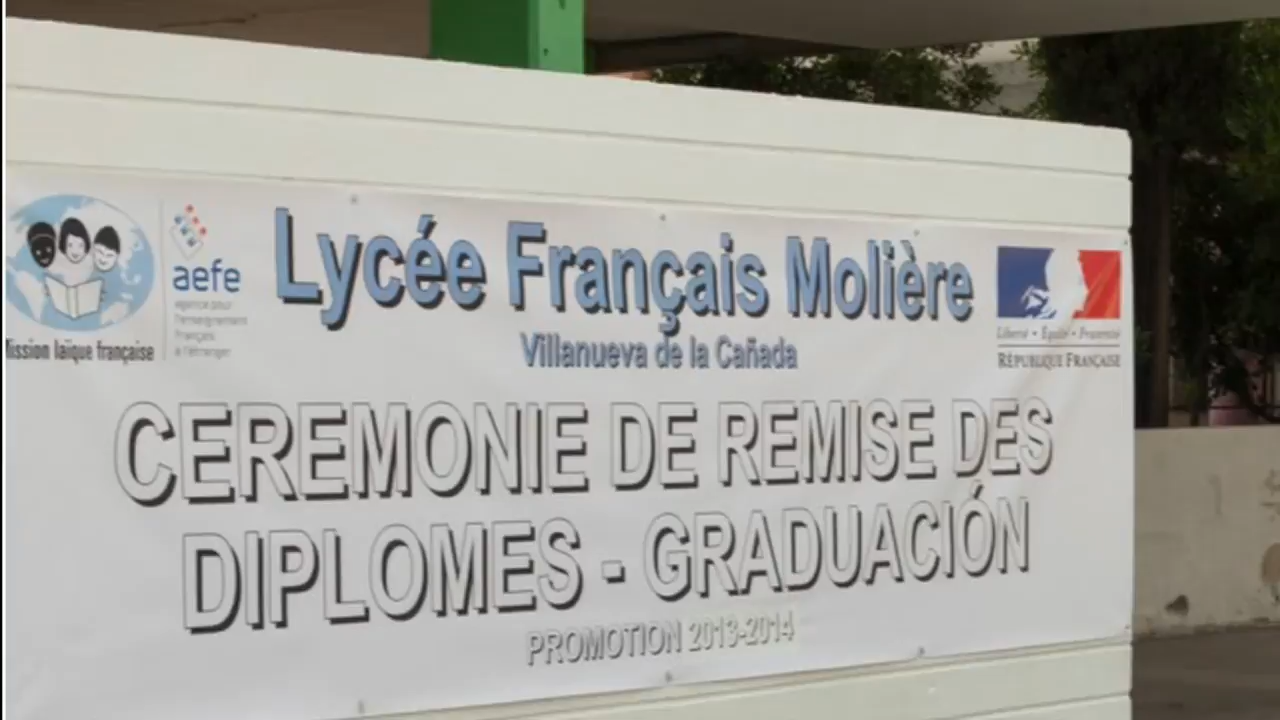 Lycée Français Molière
Villanueva de la Cañada
Mission laïque française
aefe
agence pour
l'enseignement
français
à l'étranger
Liberté • Égalité • Fraternité
RÉPUBLIQUE FRANÇAISE
CEREMONIE DE REMISE DES
DIPLOMES - GRADUACIÓN
PROMOTION 2013-2014